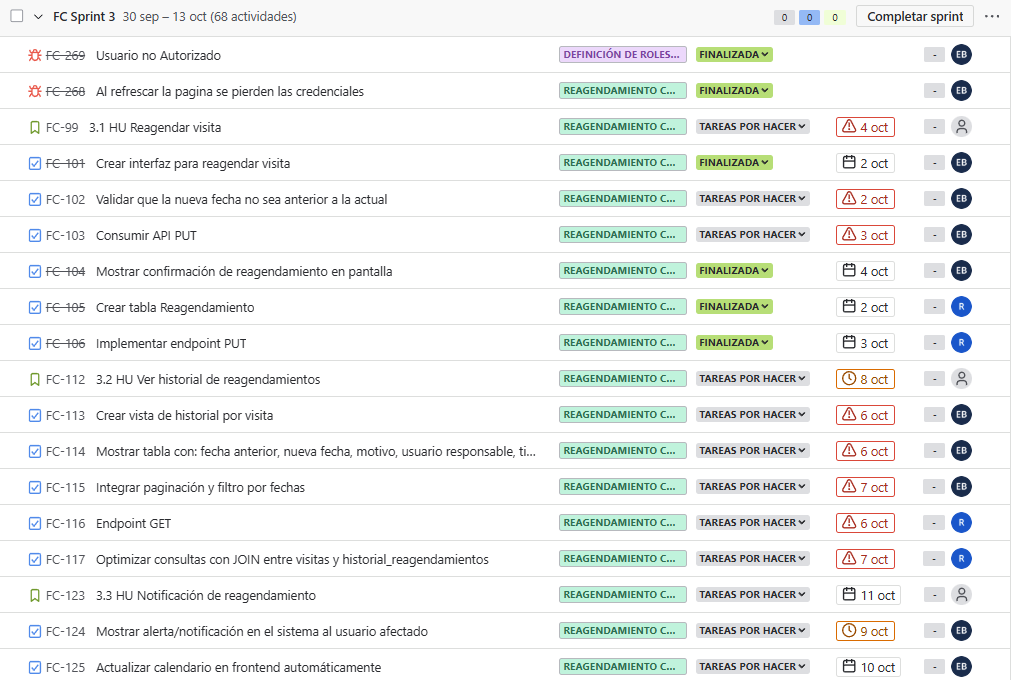 FC Sprint 3 30 sep – 13 oct (68 actividades) 0 0 0 Completar sprint
FC-269 Usuario no Autorizado DEFINICIÓN DE ROLES... FINALIZADA - EB
FC-268 Al refrescar la pagina se pierden las credenciales REAGENDAMIENTO C... FINALIZADA - EB
FC-99 3.1 HU Reagendar visita REAGENDAMIENTO C... TAREAS POR HACER 4 oct -
FC-101 Crear interfaz para reagendar visita REAGENDAMIENTO C... FINALIZADA 2 oct - EB
FC-102 Validar que la nueva fecha no sea anterior a la actual REAGENDAMIENTO C... TAREAS POR HACER 2 oct - EB
FC-103 Consumir API PUT REAGENDAMIENTO C... TAREAS POR HACER 3 oct - EB
FC-104 Mostrar confirmación de reagendamiento en pantalla REAGENDAMIENTO C... FINALIZADA 4 oct - EB
FC-105 Crear tabla Reagendamiento REAGENDAMIENTO C... FINALIZADA 2 oct - R
FC-106 Implementar endpoint PUT REAGENDAMIENTO C... FINALIZADA 3 oct - R
FC-112 3.2 HU Ver historial de reagendamientos REAGENDAMIENTO C... TAREAS POR HACER 8 oct -
FC-113 Crear vista de historial por visita REAGENDAMIENTO C... TAREAS POR HACER 6 oct - EB
FC-114 Mostrar tabla con: fecha anterior, nueva fecha, motivo, usuario responsable, ti... REAGENDAMIENTO C... TAREAS POR HACER 6 oct - EB
FC-115 Integrar paginación y filtro por fechas REAGENDAMIENTO C... TAREAS POR HACER 7 oct - EB
FC-116 Endpoint GET REAGENDAMIENTO C... TAREAS POR HACER 6 oct - R
FC-117 Optimizar consultas con JOIN entre visitas y historial_reagendamientos REAGENDAMIENTO C... TAREAS POR HACER 7 oct - R
FC-123 3.3 HU Notificación de reagendamiento REAGENDAMIENTO C... TAREAS POR HACER 11 oct -
FC-124 Mostrar alerta/notificación en el sistema al usuario afectado REAGENDAMIENTO C... TAREAS POR HACER 9 oct - EB
FC-125 Actualizar calendario en frontend automáticamente REAGENDAMIENTO C... TAREAS POR HACER 10 oct - EB